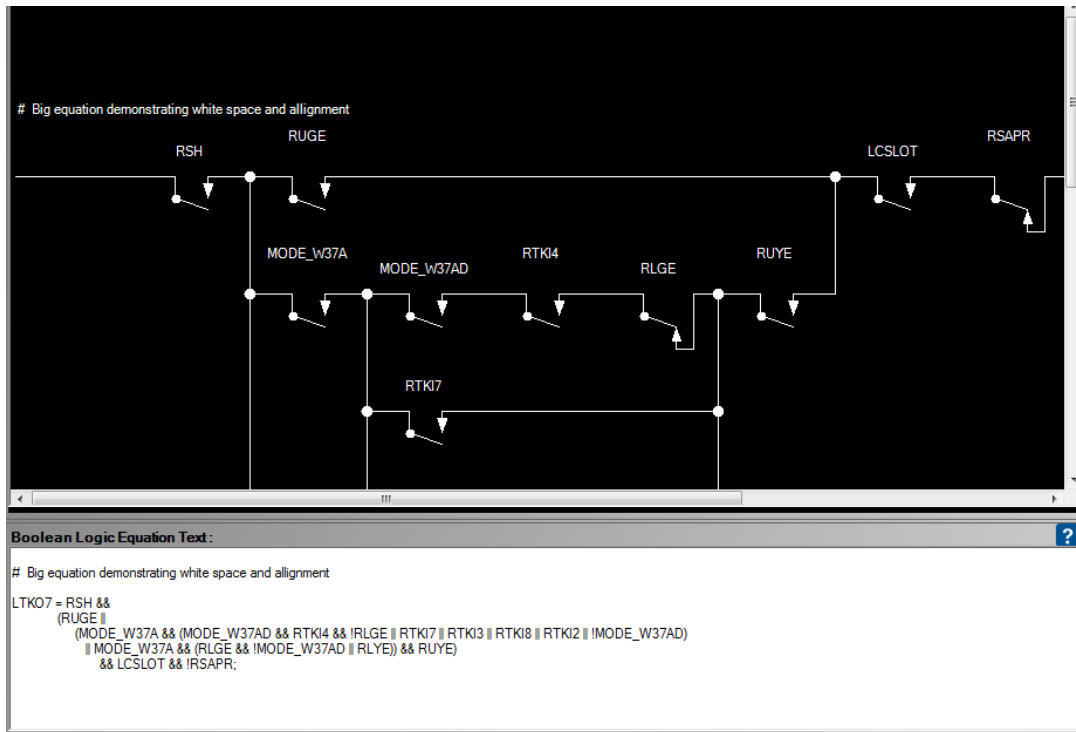 # Big equation demonstrating white space and allignment
RSH
RUGE
LCSLOT
RSAPR
MODE_W37A
MODE_W37AD
RTKI4
RLGE
RUYE
RTKI7
Boolean Logic Equation Text :
?
# Big equation demonstrating white space and allignment
LTKO7 = RSH &&
(RUGE ||
(MODE_W37A && (MODE_W37AD && RTKI4 && !RLGE || RTKI7 || RTKI3 || RTKI8 || RTKI2 || !MODE_W37AD)
|| MODE_W37A && (RLGE && !MODE_W37AD || RLYE)) && RUYE)
&& LCSLOT && !RSAPR;